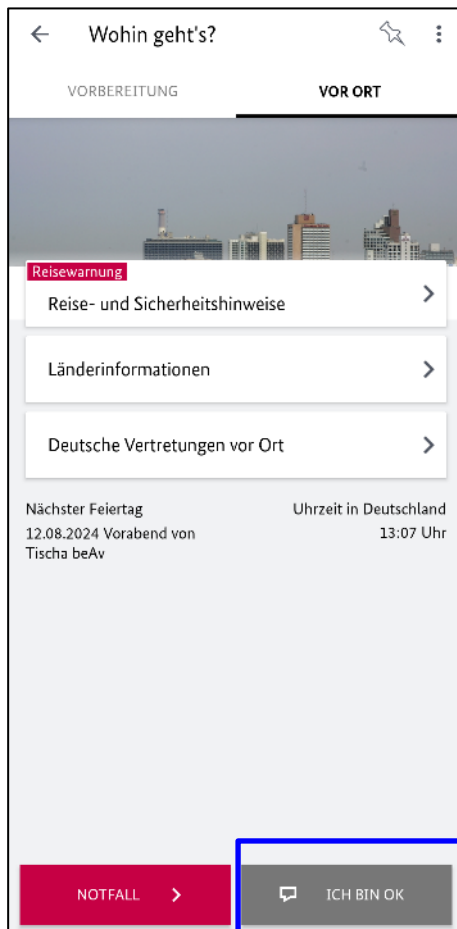 Wohin geht's?
VORBEREITUNG
VOR ORT
Reisewarnung
Reise- und Sicherheitshinweise
Länderinformationen
Deutsche Vertretungen vor Ort
Nächster Feiertag
12.08.2024 Vorabend von
Tischa beAv
Uhrzeit in Deutschland
13:07 Uhr
NOTFALL
ICH BIN OK